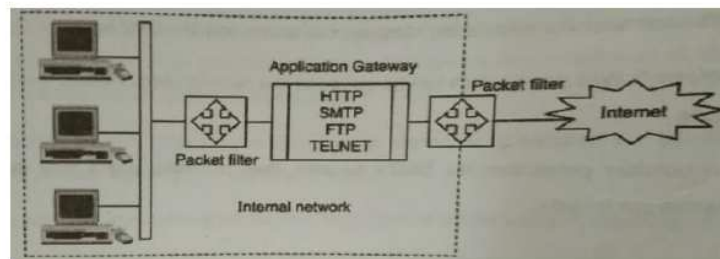 Application Gateway
HTTP
SMTP
FTP
TELNET
Packet filter
Packet filter
Internet
Internal network